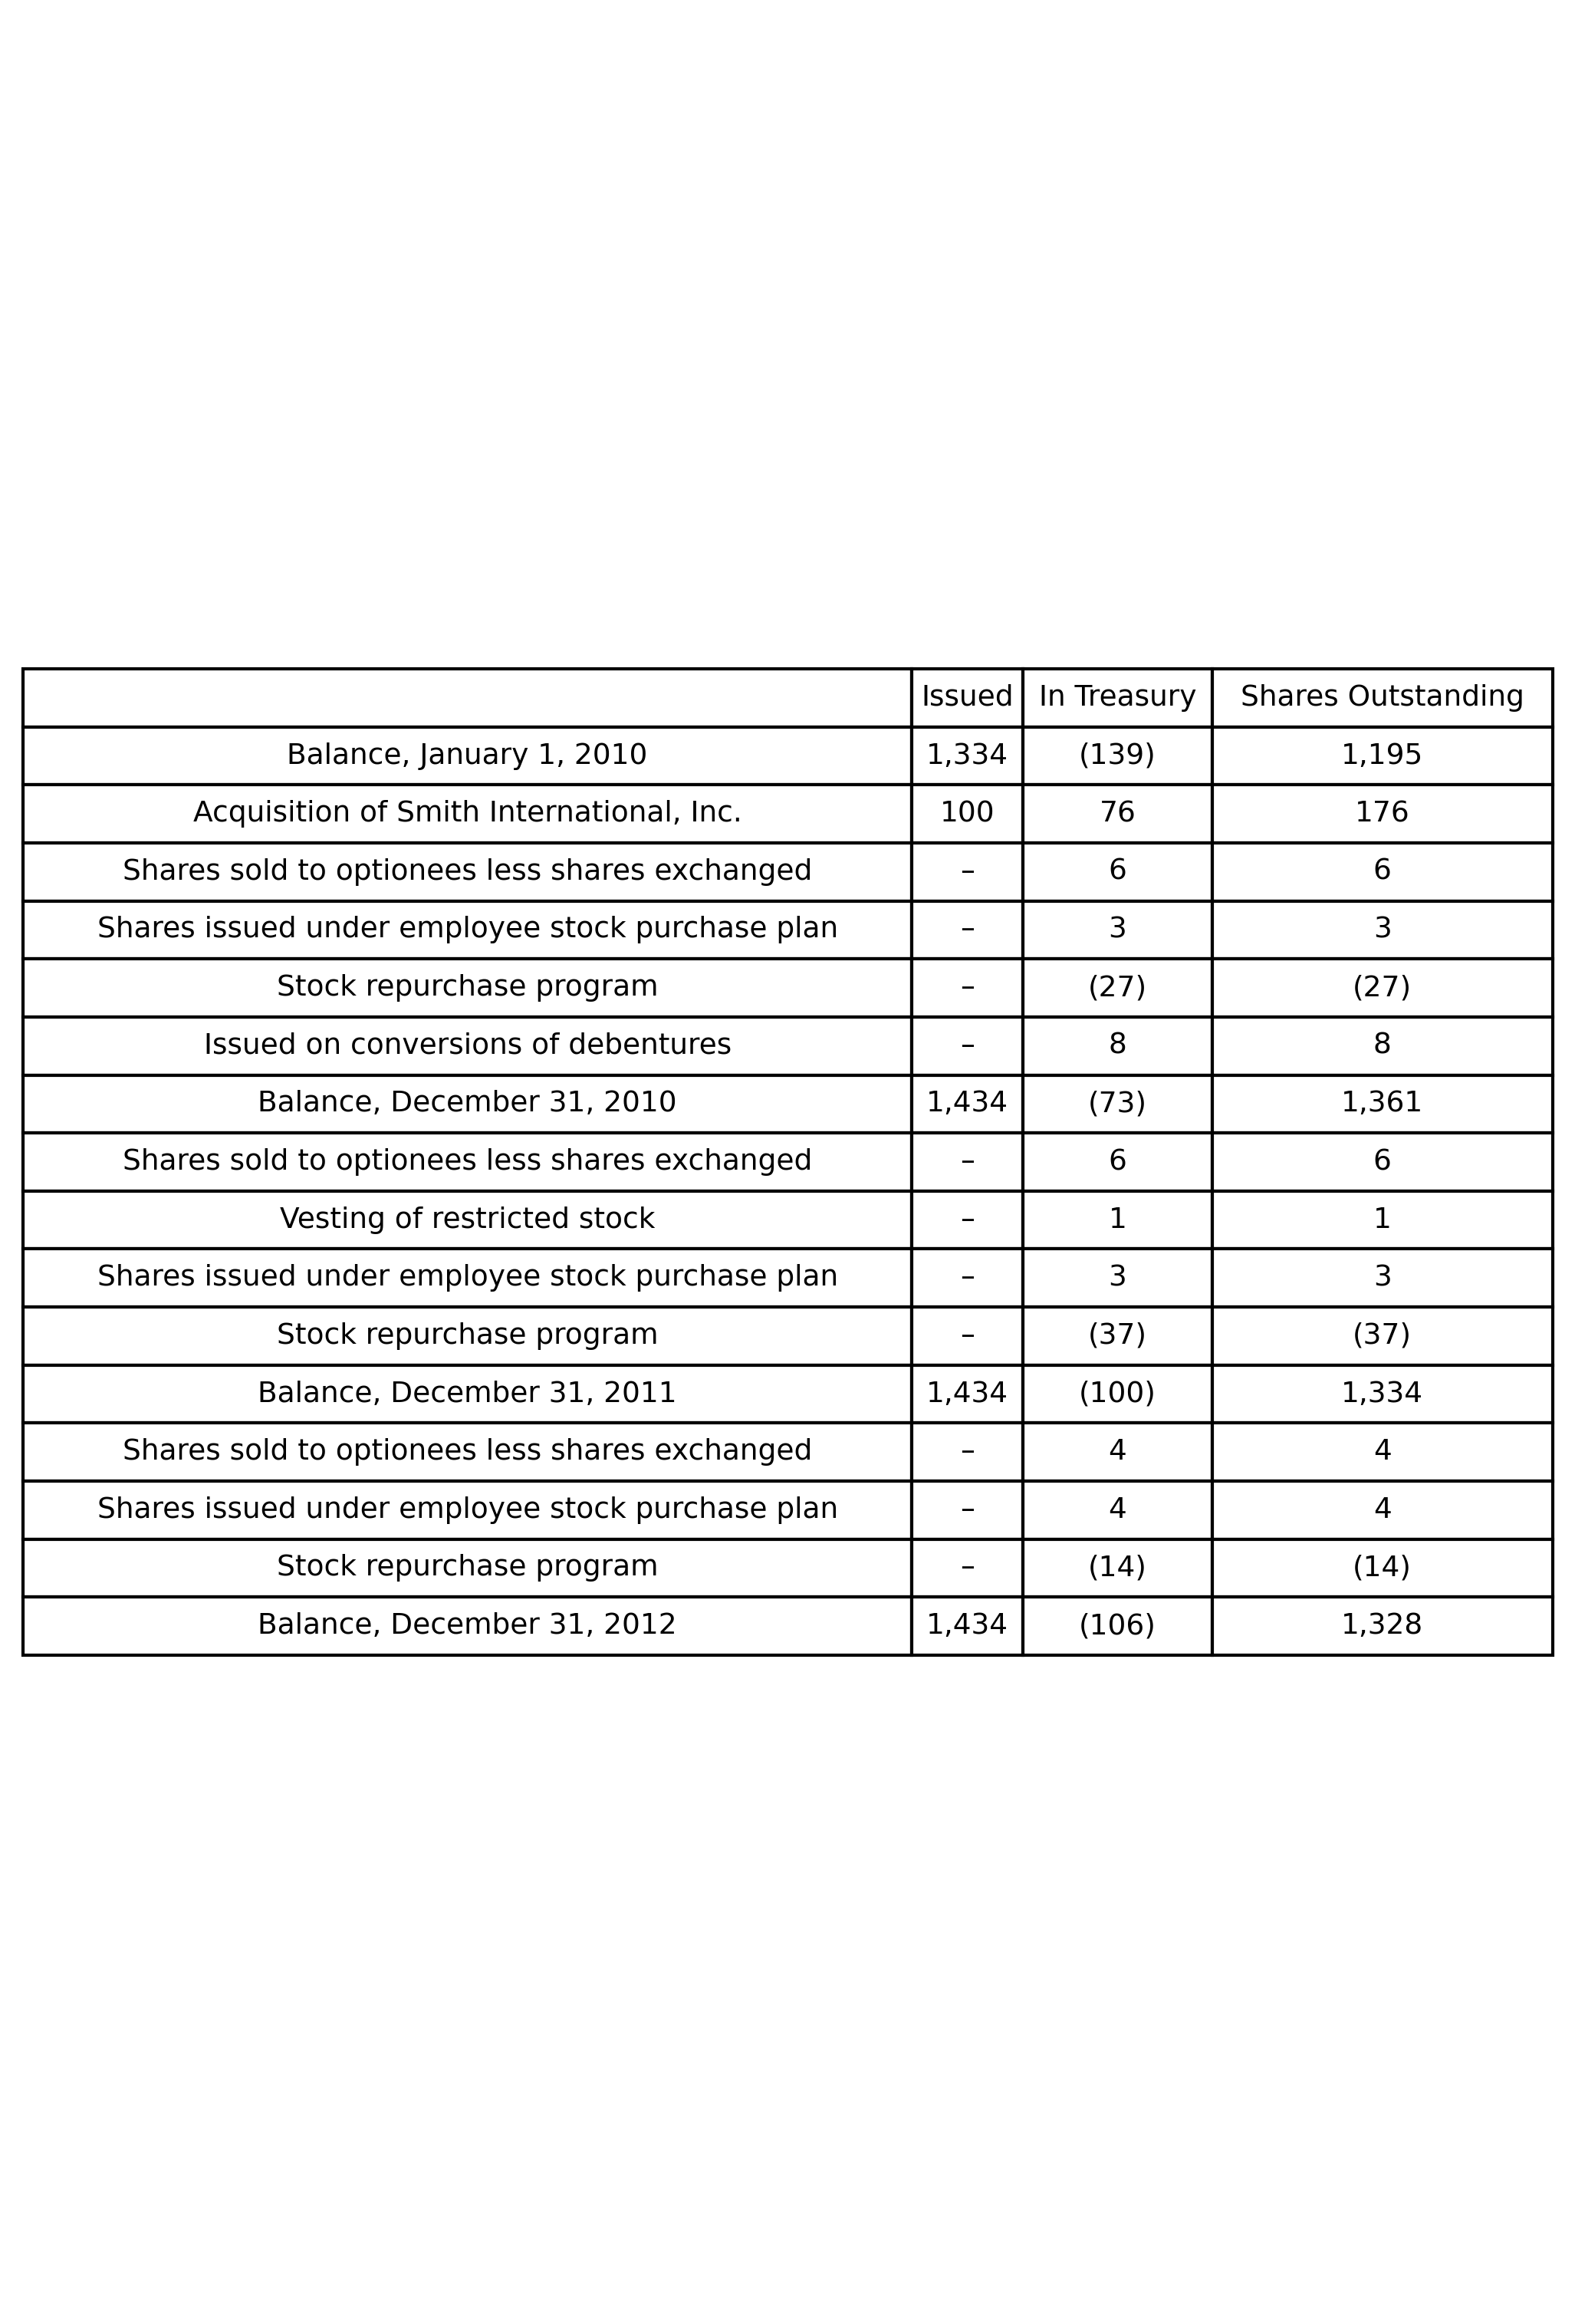 Issued In Treasury Shares Outstanding
Balance, January 1, 2010 1,334 (139) 1,195
Acquisition of Smith International, Inc. 100 76 176
Shares sold to optionees less shares exchanged – 6 6
Shares issued under employee stock purchase plan – 3 3
Stock repurchase program – (27) (27)
Issued on conversions of debentures – 8 8
Balance, December 31, 2010 1,434 (73) 1,361
Shares sold to optionees less shares exchanged – 6 6
Vesting of restricted stock – 1 1
Shares issued under employee stock purchase plan – 3 3
Stock repurchase program – (37) (37)
Balance, December 31, 2011 1,434 (100) 1,334
Shares sold to optionees less shares exchanged – 4 4
Shares issued under employee stock purchase plan – 4 4
Stock repurchase program – (14) (14)
Balance, December 31, 2012 1,434 (106) 1,328